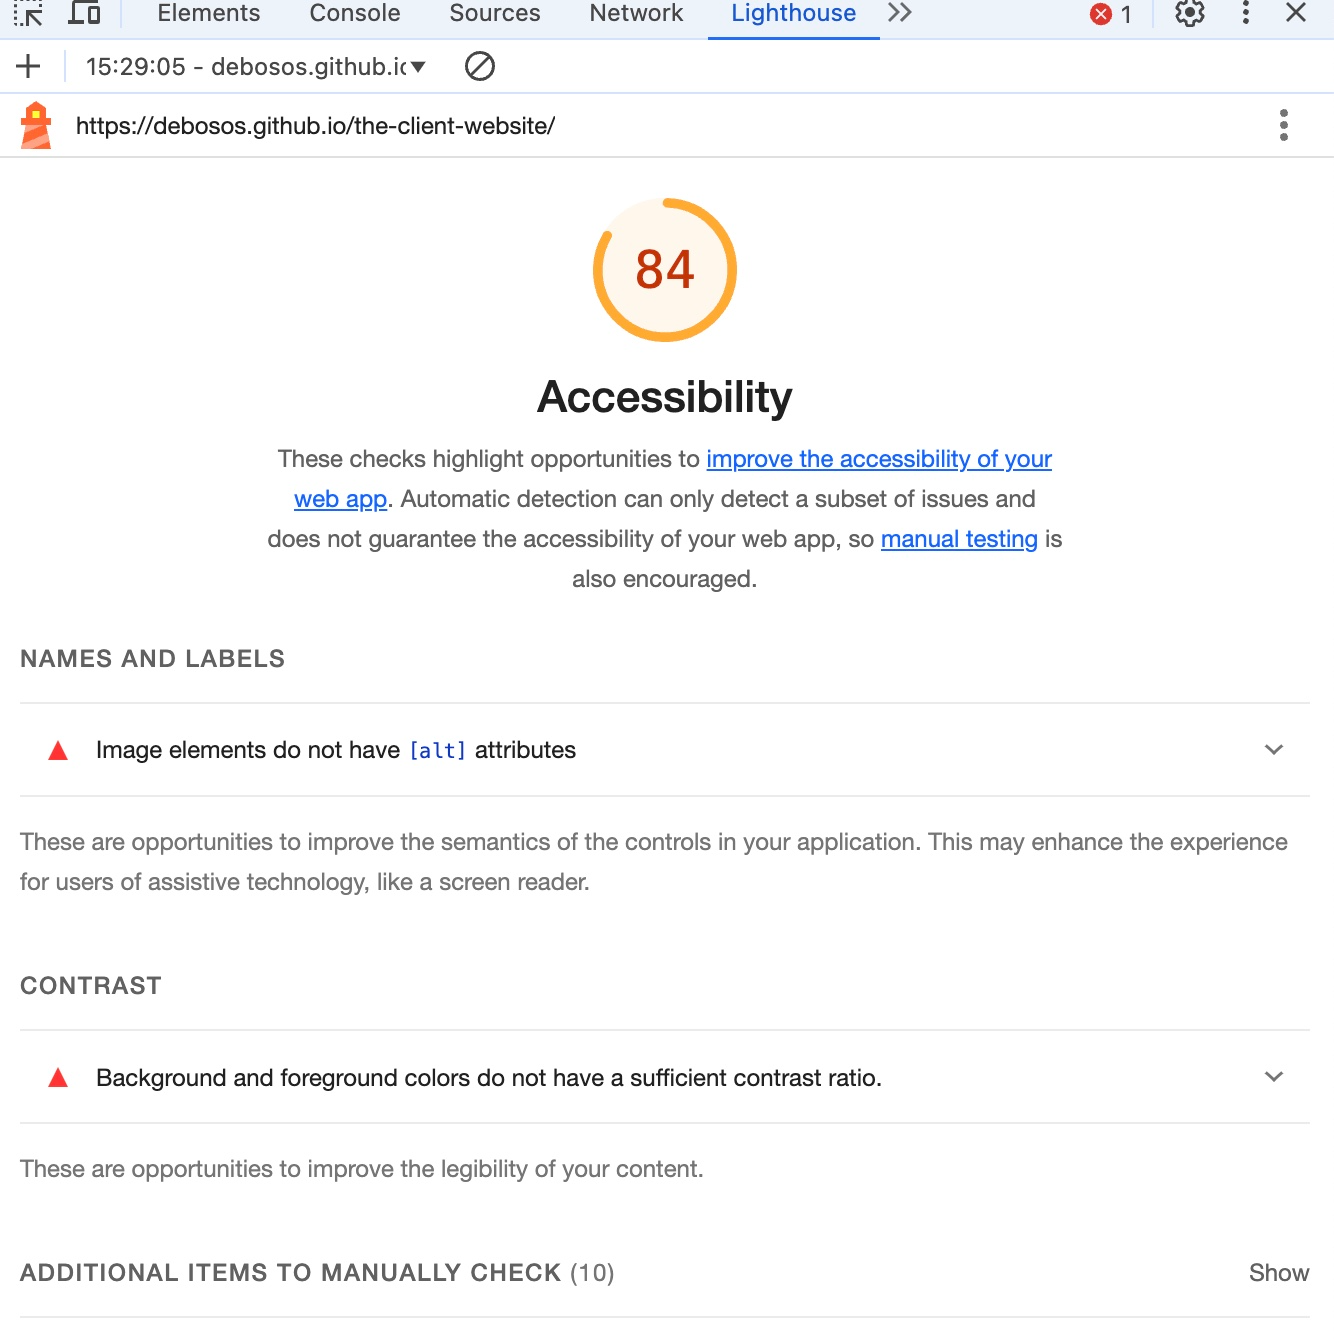 Elements Console Sources Network Lighthouse 1
15:29:05 - debosos.github.io
https://debosos.github.io/the-client-website/
84
Accessibility
These checks highlight opportunities to improve the accessibility of your
web app. Automatic detection can only detect a subset of issues and
does not guarantee the accessibility of your web app, so manual testing is
also encouraged.
NAMES AND LABELS
Image elements do not have [alt] attributes
These are opportunities to improve the semantics of the controls in your application. This may enhance the experience
for users of assistive technology, like a screen reader.
CONTRAST
Background and foreground colors do not have a sufficient contrast ratio.
These are opportunities to improve the legibility of your content.
ADDITIONAL ITEMS TO MANUALLY CHECK (10) Show